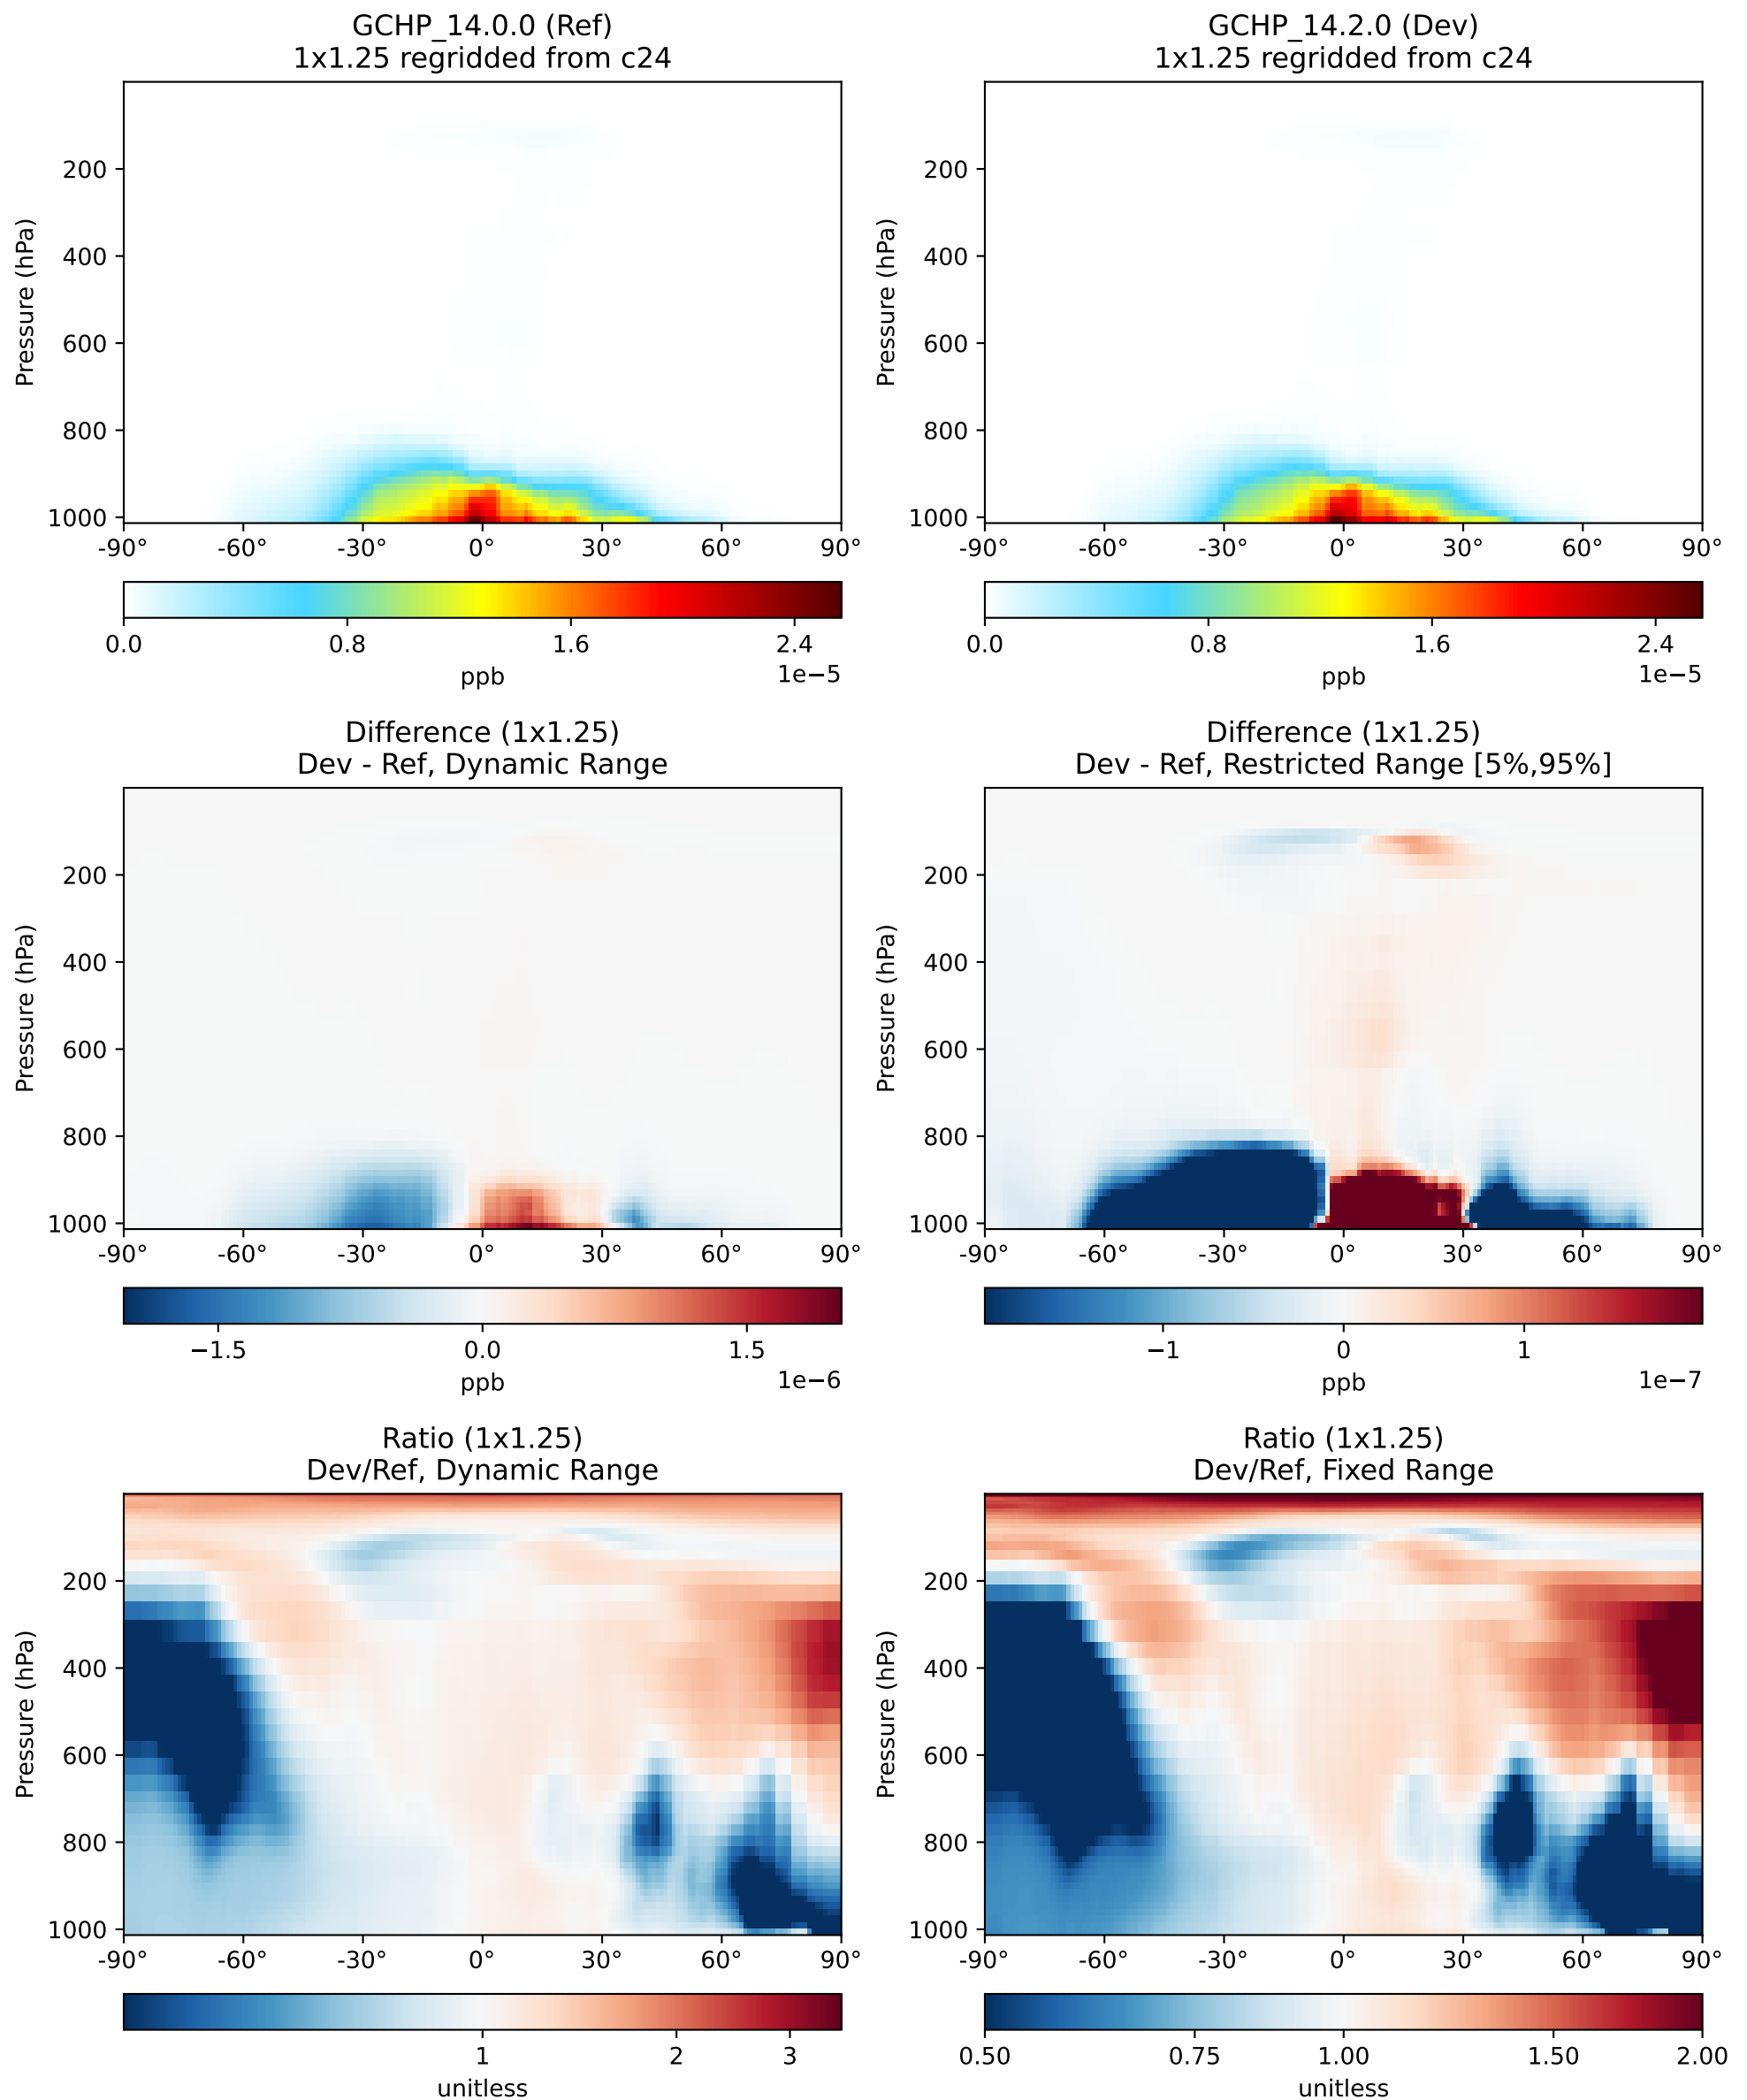 GCHP_14.0.0 (Ref)
1x1.25 regridded from c24
Pressure (hPa)
200
400
600
800
1000
-90° -60° -30° 0° 30° 60° 90°
0.0 0.8 1.6 2.4
1e−5
ppb
GCHP_14.2.0 (Dev)
1x1.25 regridded from c24
Pressure (hPa)
200
400
600
800
1000
-90° -60° -30° 0° 30° 60° 90°
0.0 0.8 1.6 2.4
1e−5
ppb
Difference (1x1.25)
Dev - Ref, Dynamic Range
Pressure (hPa)
200
400
600
800
1000
-90° -60° -30° 0° 30° 60° 90°
−1.5 0.0 1.5
1e−6
ppb
Difference (1x1.25)
Dev - Ref, Restricted Range [5%,95%]
Pressure (hPa)
200
400
600
800
1000
-90° -60° -30° 0° 30° 60° 90°
−1 0 1
1e−7
ppb
Ratio (1x1.25)
Dev/Ref, Dynamic Range
Pressure (hPa)
200
400
600
800
1000
-90° -60° -30° 0° 30° 60° 90°
1 2 3
unitless
Ratio (1x1.25)
Dev/Ref, Fixed Range
Pressure (hPa)
200
400
600
800
1000
-90° -60° -30° 0° 30° 60° 90°
0.50 0.75 1.00 1.50 2.00
unitless